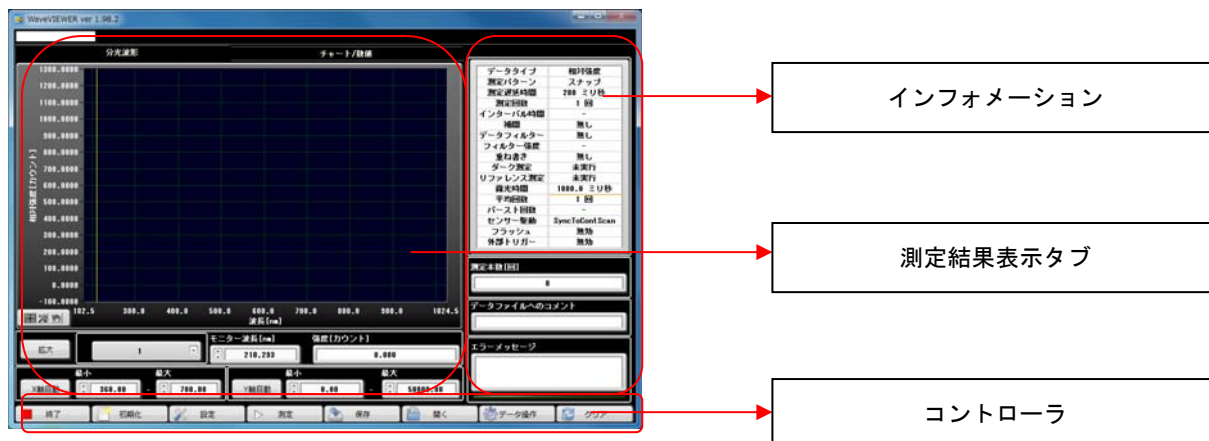 WaveVIEWER ver 1.98.2
分光波形
チャート/数値
1300.0000
1200.0000
1100.0000
1000.0000
900.0000
800.0000
700.0000
600.0000
500.0000
400.0000
300.0000
200.0000
100.0000
0.0000
-100.0000
相対強度[カウント]
182.5 300.0 400.0 500.0 600.0 700.0 800.0 900.0 1024.5
波長[nm]
拡大
1
モニター波長[nm]
210.293
強度[カウント]
0.000
最小 最大
X軸自動 360.00 - 700.00
最小 最大
Y軸自動 0.00 - 50000.00
データタイプ 相対強度
測定パターン スナップ
測定遅延時間 200 ミリ秒
測定回数 1 回
インターバル時間 -
補間 無し
データフィルター 無し
フィルター強度 -
重ね書き 無し
ダーク測定 未実行
リファレンス測定 未実行
露光時間 1000.0 ミリ秒
平均回数 1 回
バースト回数 -
センサー駆動 SyncToContScan
フラッシュ 無効
外部トリガー 無効
測定本数[回]
0
データファイルへのコメント
エラーメッセージ
終了 初期化 設定 測定 保存 開く データ操作 クリア
インフォメーション
測定結果表示タブ
コントローラ